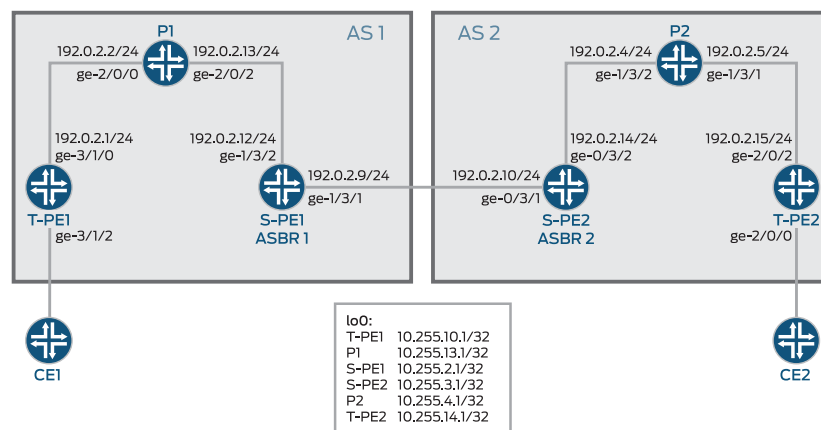 P1
AS 1
192.0.2.2/24
192.0.2.13/24
ge-2/0/0
ge-2/0/2
192.0.2.1/24
ge-3/1/0
192.0.2.12/24
ge-1/3/2
192.0.2.9/24
ge-1/3/1
T-PE1
ge-3/1/2
S-PE1
ASBR 1
CE1
AS 2
P2
192.0.2.4/24
192.0.2.5/24
ge-1/3/2
ge-1/3/1
192.0.2.14/24
ge-0/3/2
192.0.2.15/24
ge-2/0/2
192.0.2.10/24
ge-0/3/1
S-PE2
ASBR 2
T-PE2
ge-2/0/0
CE2
lo0:
T-PE1 10.255.10.1/32
P1 10.255.13.1/32
S-PE1 10.255.2.1/32
S-PE2 10.255.3.1/32
P2 10.255.4.1/32
T-PE2 10.255.14.1/32